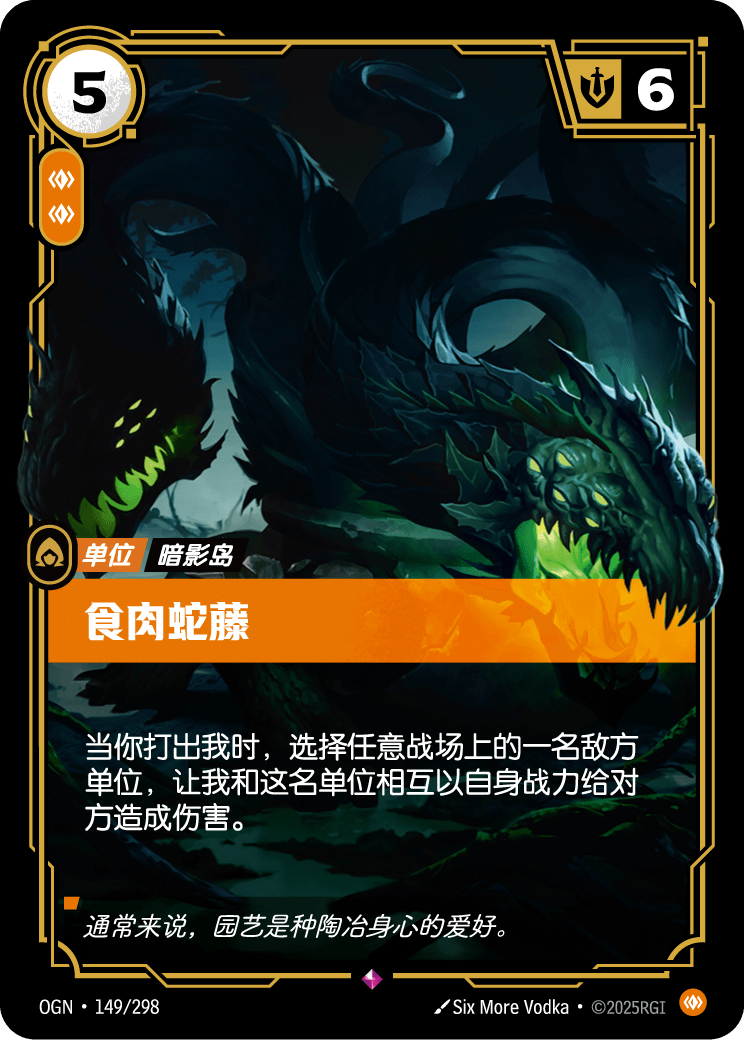 5
6
单位 暗影岛
食肉蛇藤
当你打出我时，选择任意战场上的一名敌方
单位，让我和这名单位相互以自身战力给对
方造成伤害。
通常来说，园艺是种陶冶身心的爱好。
OGN • 149/298
Six More Vodka • ©2025RGI